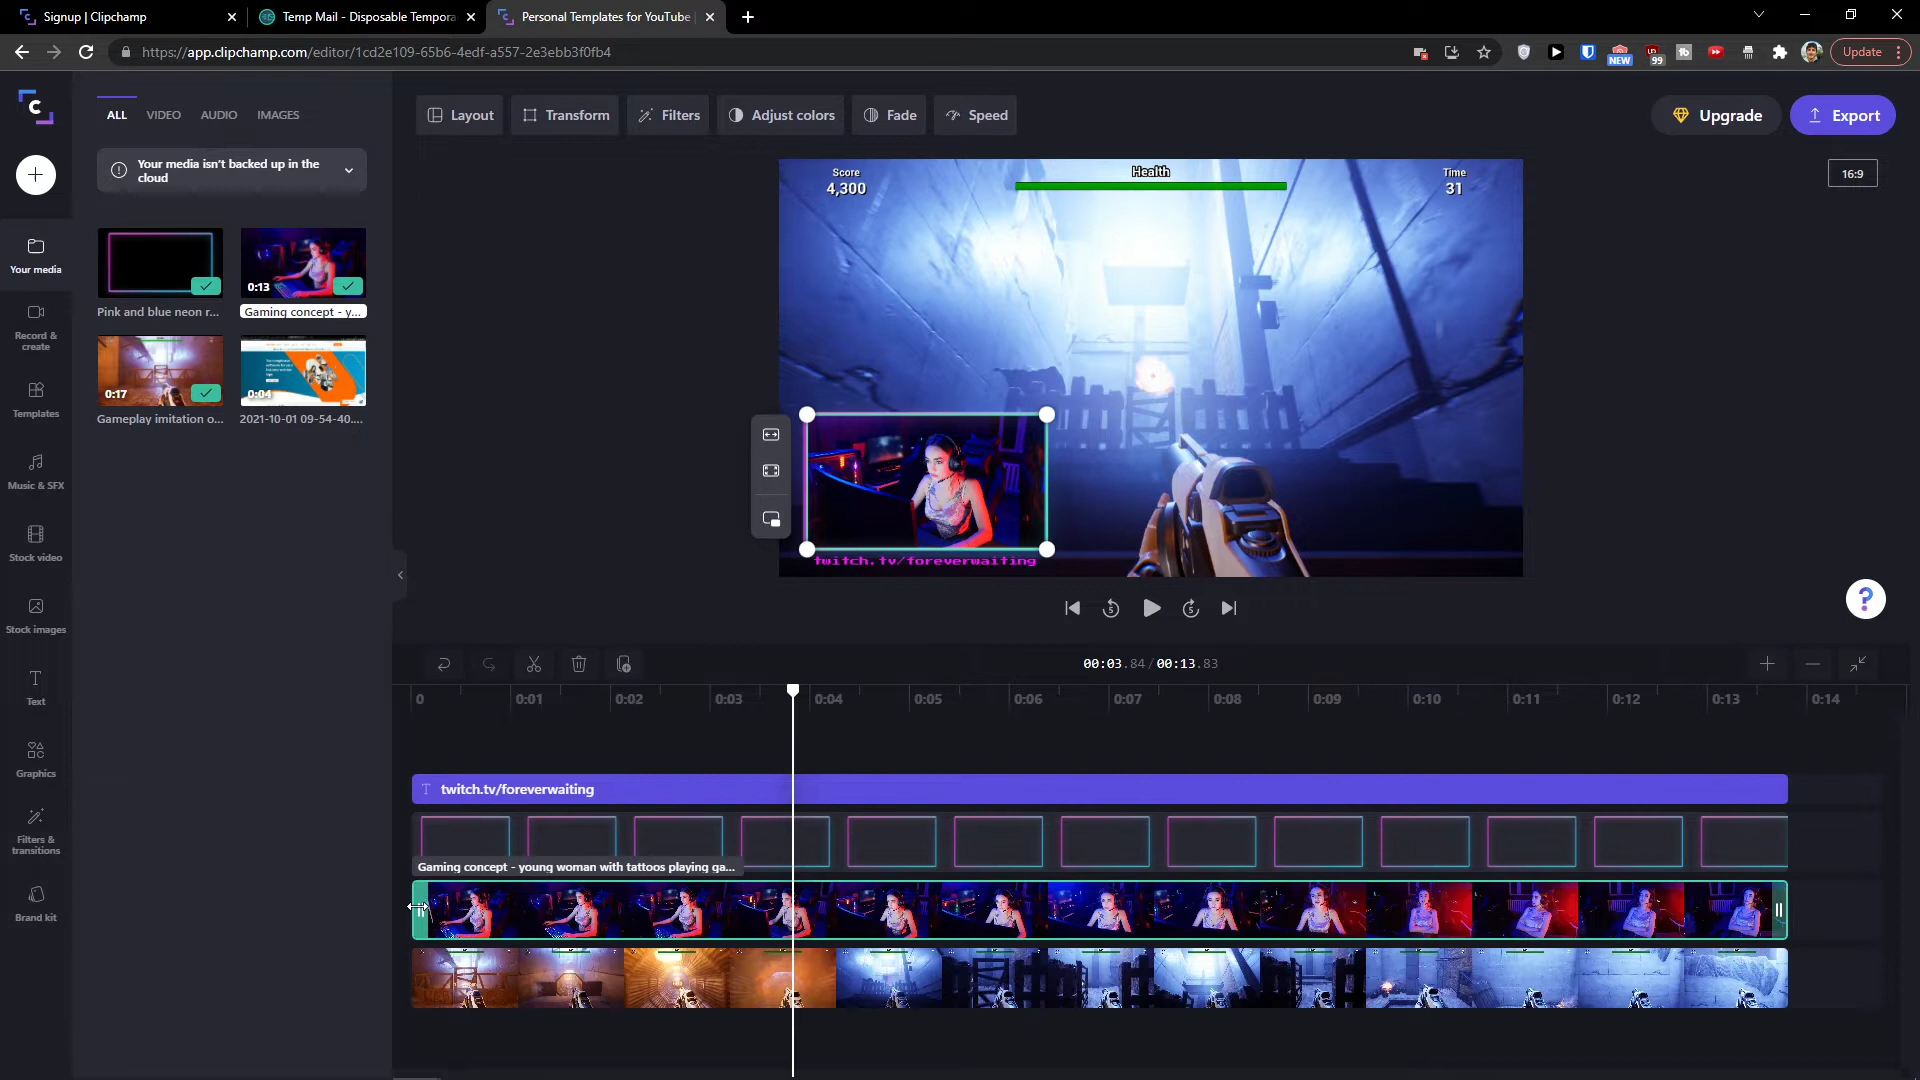 Signup | Clipchamp
Temp Mail - Disposable Tempora
Personal Templates for YouTube
https://app.clipchamp.com/editor/1cd2e109-65b6-4edf-a557-2e3ebb3f0fb4
NEW
99
Update
ALL
VIDEO
AUDIO
IMAGES
Layout
Transform
Filters
Adjust colors
Fade
Speed
Upgrade
Export
Your media isn't backed up in the
cloud
16:9
Score
4,300
Health
Time
31
Your media
Record &
create
Templates
Music & SFX
Stock video
Stock images
Text
Graphics
Filters &
transitions
Brand kit
0:13
Pink and blue neon r...
Gaming concept - y...
0:17
0:04
Gameplay imitation o...
2021-10-01 09-54-40....
twitch.tv/foreverwaiting
5
5
?
00:03.84 / 00:13.83
0
0:01
0:02
0:03
0:04
0:05
0:06
0:07
0:08
0:09
0:10
0:11
0:12
0:13
0:14
T twitch.tv/foreverwaiting
Gaming concept - young woman with tattoos playing ga...